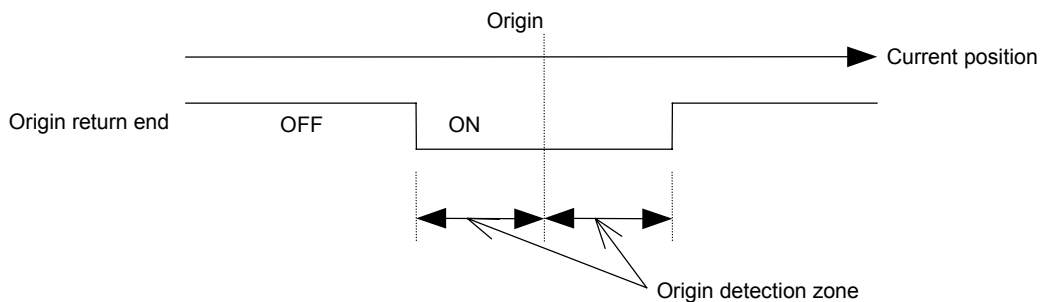 Origin
Current position
Origin return end
OFF
ON
Origin detection zone